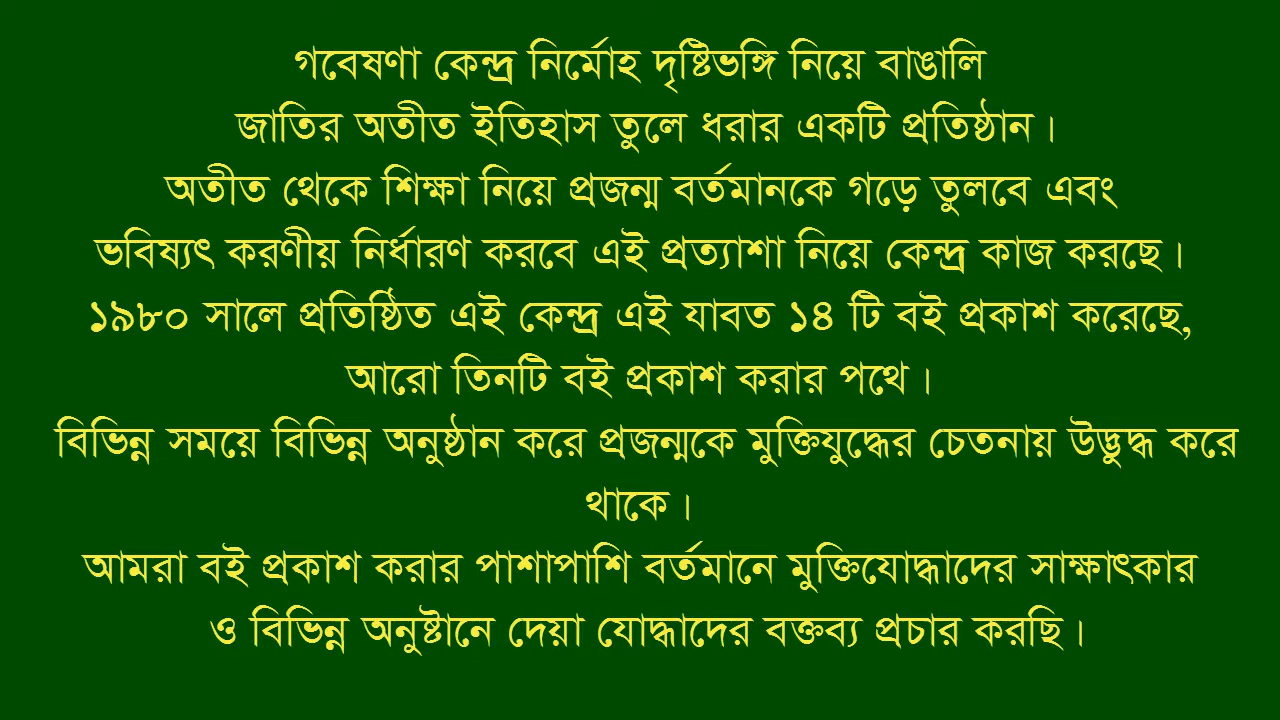 গবেষণা কেন্দ্র নির্মোহ দৃষ্টিভঙ্গি নিয়ে বাঙালি
জাতির অতীত ইতিহাস তুলে ধরার একটি প্রতিষ্ঠান।
অতীত থেকে শিক্ষা নিয়ে প্রজন্ম বর্তমানকে গড়ে তুলবে এবং
ভবিষ্যৎ করণীয় নির্ধারণ করবে এই প্রত্যাশা নিয়ে কেন্দ্র কাজ করছে।
১৯৮০ সালে প্রতিষ্ঠিত এই কেন্দ্র এই যাবত ১৪ টি বই প্রকাশ করেছে,
আরো তিনটি বই প্রকাশ করার পথে।
বিভিন্ন সময়ে বিভিন্ন অনুষ্ঠান করে প্রজন্মকে মুক্তিযুদ্ধের চেতনায় উদ্ভুদ্ধ করে
থাকে।
আমরা বই প্রকাশ করার পাশাপাশি বর্তমানে মুক্তিযোদ্ধাদের সাক্ষাৎকার
ও বিভিন্ন অনুষ্টানে দেয়া যোদ্ধাদের বক্তব্য প্রচার করছি।